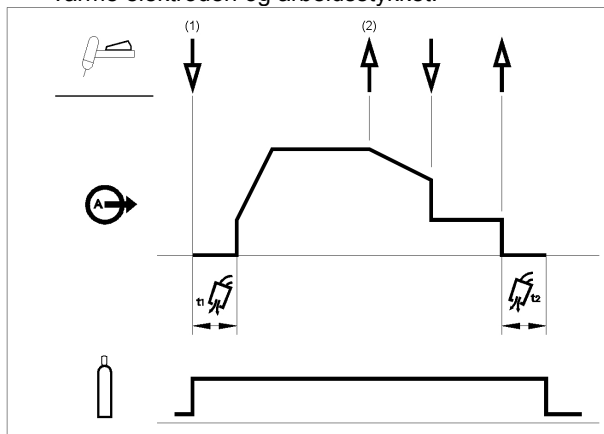 varme elektroden og arbeidsstykket.
(1)
(2)
A
t1
t2